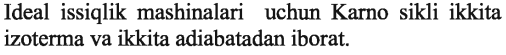 Ideal issiqlik mashinalari uchun Karno sikli ikkita
izoterma va ikkita adiabatadan iborat.